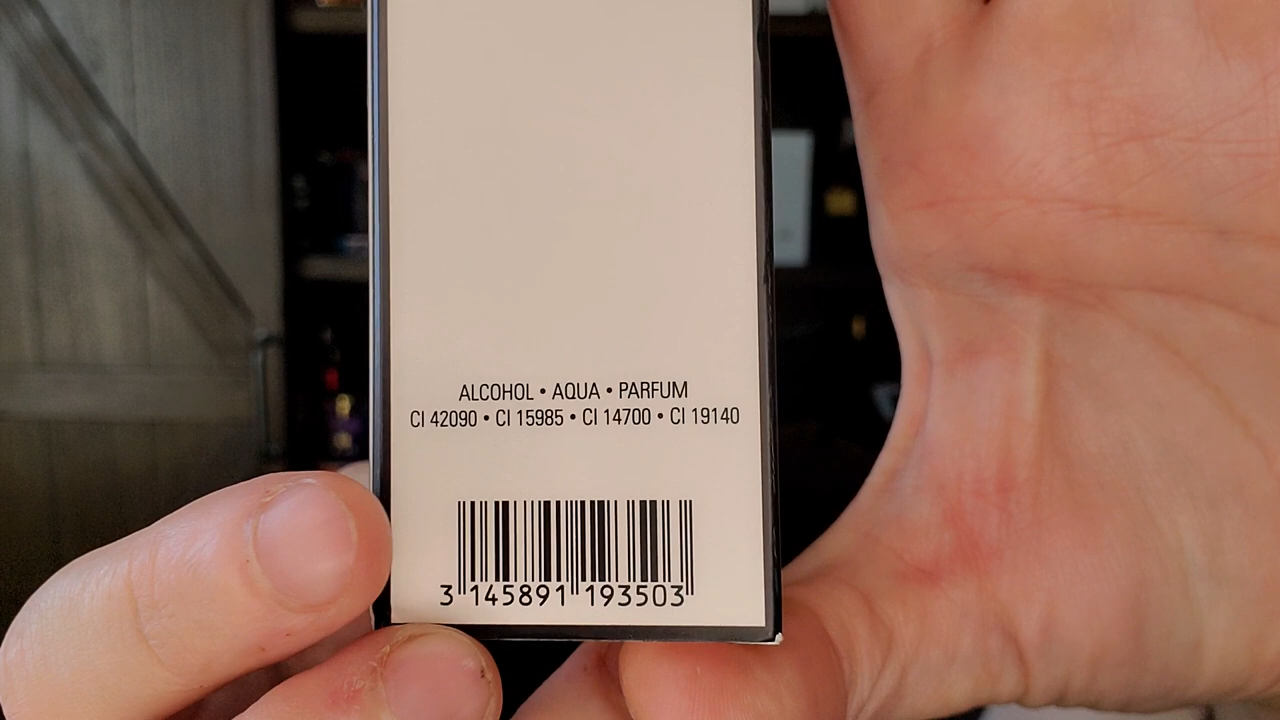 ALCOHOL • AQUA • PARFUM
CI 42090 • CI 15985 • CI 14700 • CI 19140
3 145891 193503